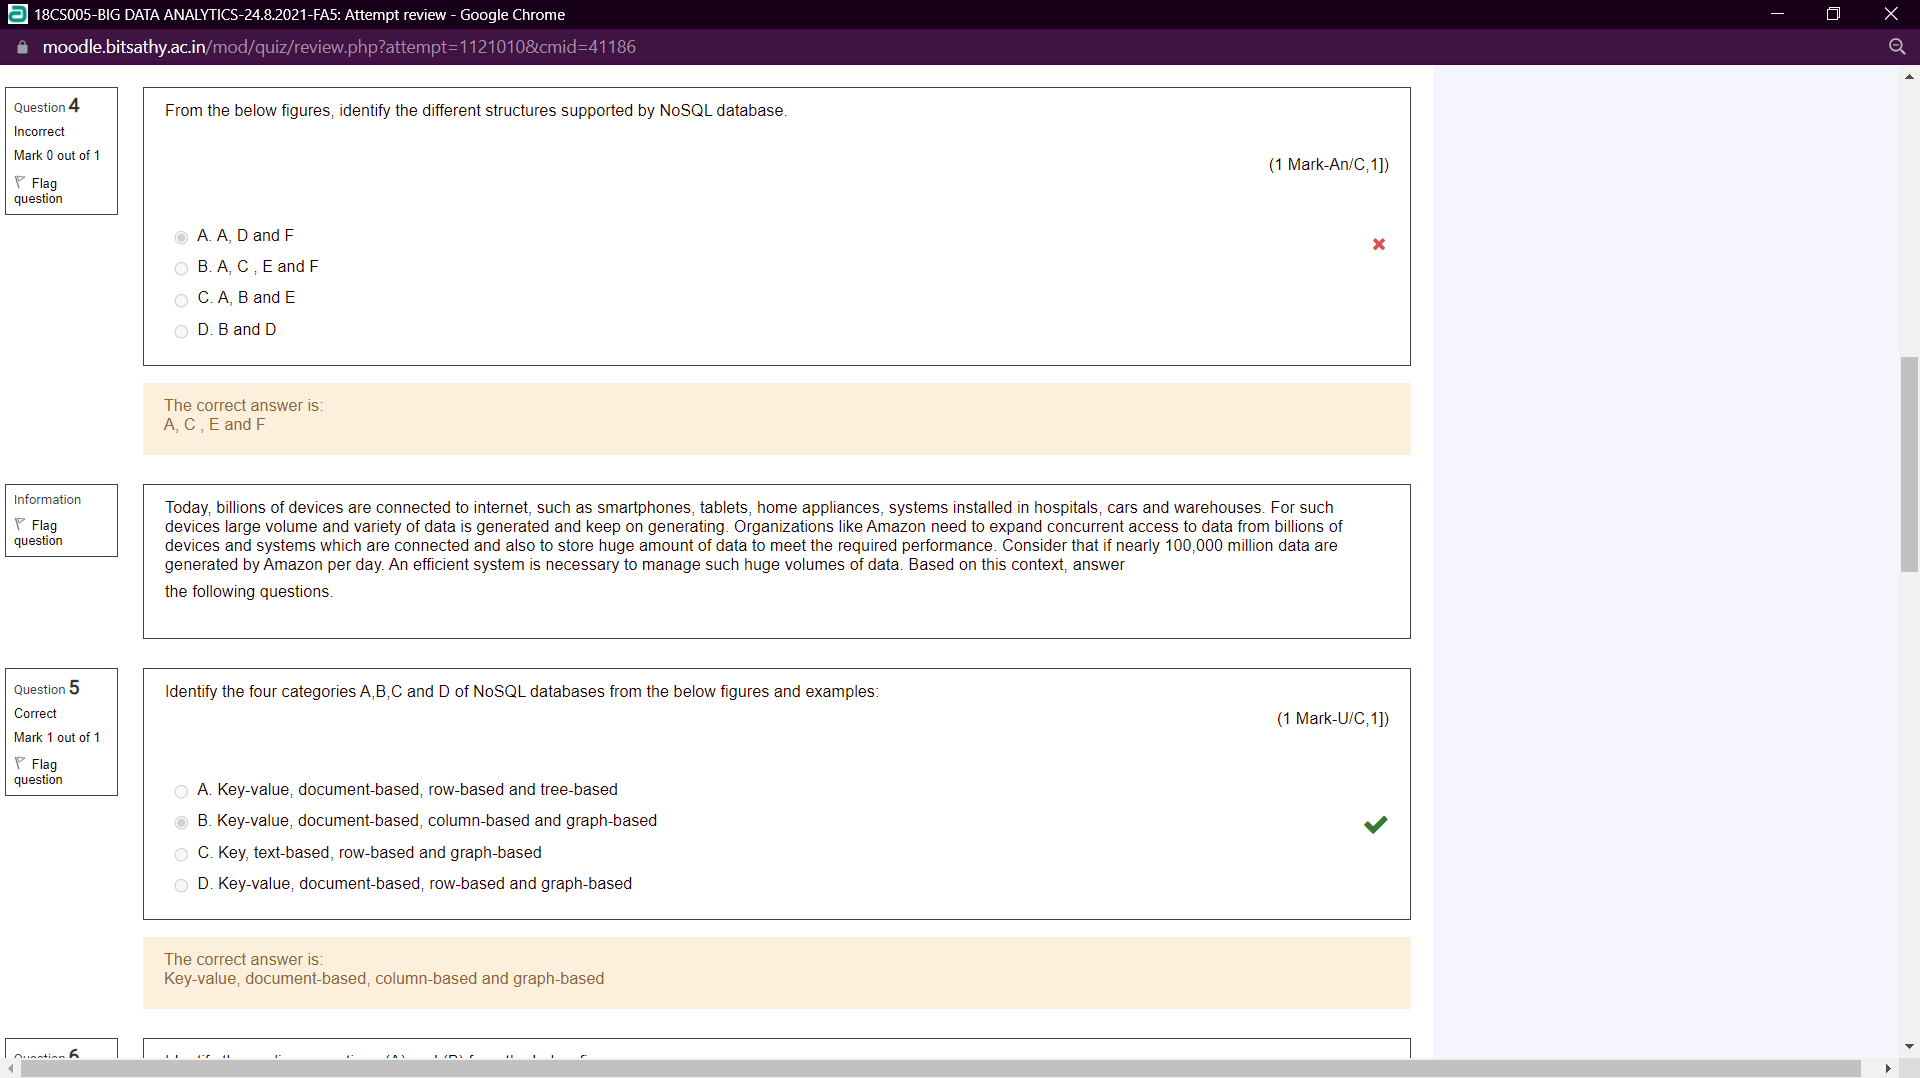 18CS005-BIG DATA ANALYTICS-24.8.2021-FA5: Attempt review - Google Chrome
moodle.bitsathy.ac.in/mod/quiz/review.php?attempt=1121010&cmid=41186
Question 4
Incorrect
Mark 0 out of 1
Flag
question
From the below figures, identify the different structures supported by NoSQL database.
(1 Mark-An/C,1])
A. A, D and F
B. A, C , E and F
C. A, B and E
D. B and D
The correct answer is:
A, C , E and F
Information
Flag
question
Today, billions of devices are connected to internet, such as smartphones, tablets, home appliances, systems installed in hospitals, cars and warehouses. For such
devices large volume and variety of data is generated and keep on generating. Organizations like Amazon need to expand concurrent access to data from billions of
devices and systems which are connected and also to store huge amount of data to meet the required performance. Consider that if nearly 100,000 million data are
generated by Amazon per day. An efficient system is necessary to manage such huge volumes of data. Based on this context, answer
the following questions.
Question 5
Correct
Mark 1 out of 1
Flag
question
Identify the four categories A,B,C and D of NoSQL databases from the below figures and examples:
(1 Mark-U/C,1])
A. Key-value, document-based, row-based and tree-based
B. Key-value, document-based, column-based and graph-based
C. Key, text-based, row-based and graph-based
D. Key-value, document-based, row-based and graph-based
The correct answer is:
Key-value, document-based, column-based and graph-based
Question 6